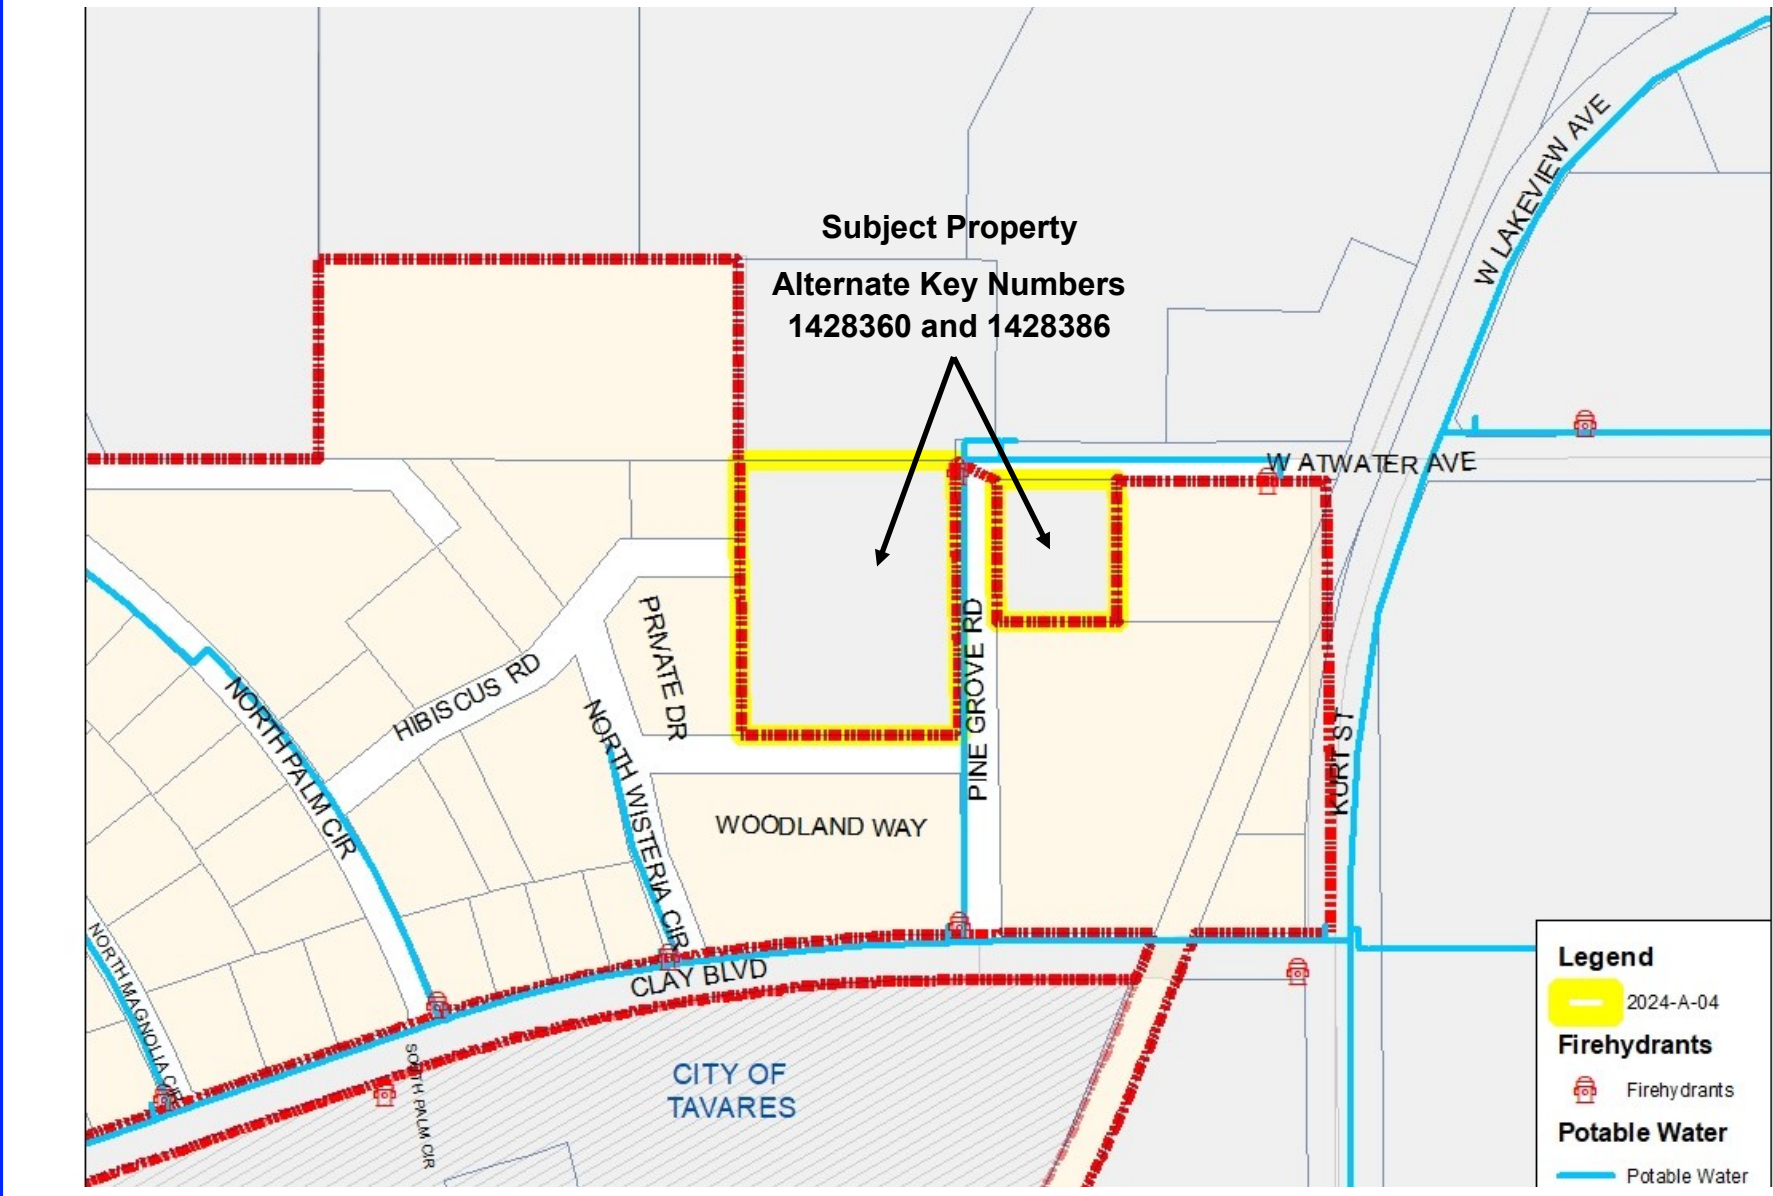 Subject Property
Alternate Key Numbers
1428360 and 1428386
W LAKEVIEW AVE
W ATWATER AVE
PRIVATE DR
PINE GROVE RD
HIBISCUS RD
NORTH PALM CIR
NORTH WISTERIA CIR
KURT ST
WOODLAND WAY
NORTH MAGNOLIA CIR
CLAY BLVD
SOUTH PALM CIR
CITY OF
TAVARES
Legend
2024-A-04
Firehydrants
Firehydrants
Potable Water
Potable Water